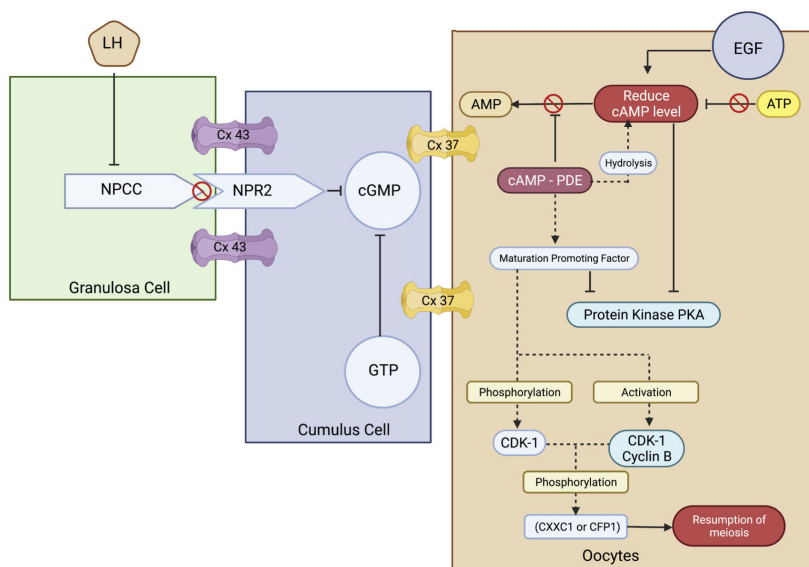 LH
EGF
Reduce
cAMP level
AMP
ATP
Cx 43
Cx 37
Hydrolysis
NPCC
NPR2
cGMP
cAMP - PDE
Cx 43
Maturation Promoting Factor
Granulosa Cell
Cx 37
Protein Kinase PKA
GTP
Phosphorylation
Activation
Cumulus Cell
CDK-1
CDK-1
Cyclin B
Phosphorylation
(CXXC1 or CFP1)
Resumption of
meiosis
Oocytes